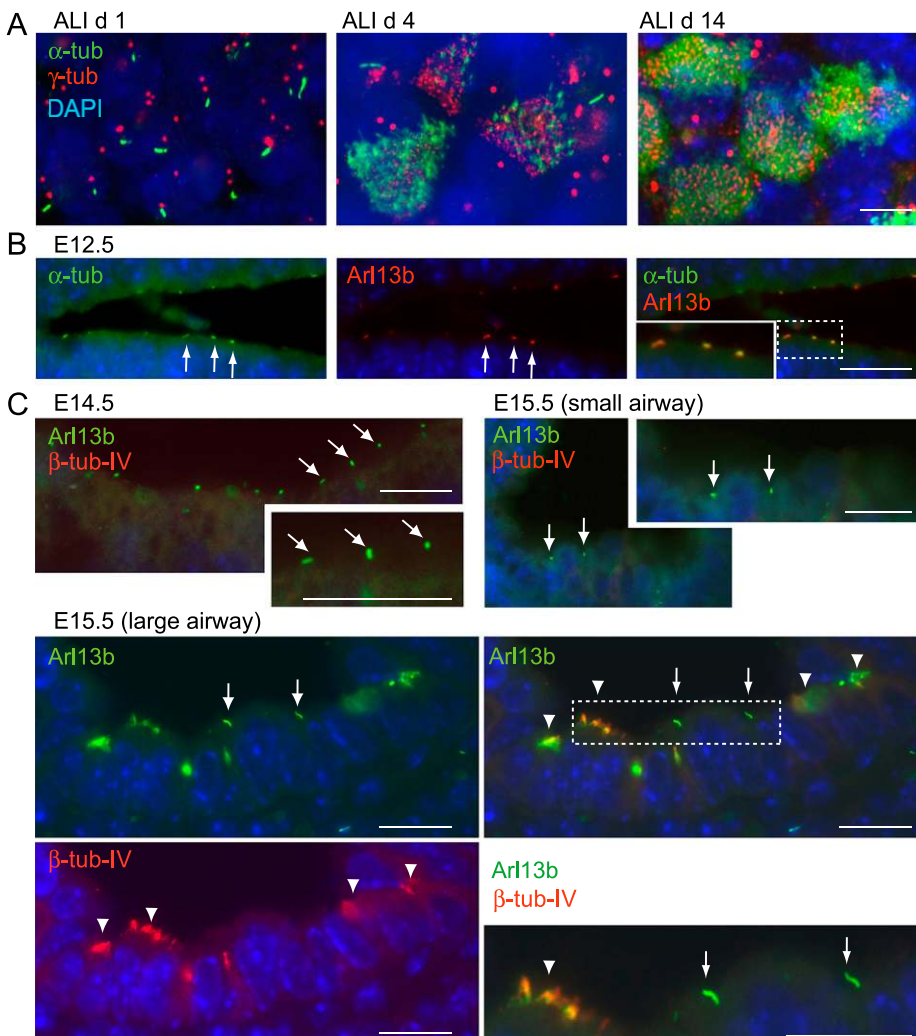 A
ALI d 1
ALI d 4
ALI d 14
α-tub
γ-tub
DAPI
B
E12.5
α-tub
Arl13b
α-tub
Arl13b
C
E14.5
E15.5 (small airway)
Arl13b
β-tub-IV
Arl13b
β-tub-IV
E15.5 (large airway)
Arl13b
Arl13b
β-tub-IV
Arl13b
β-tub-IV